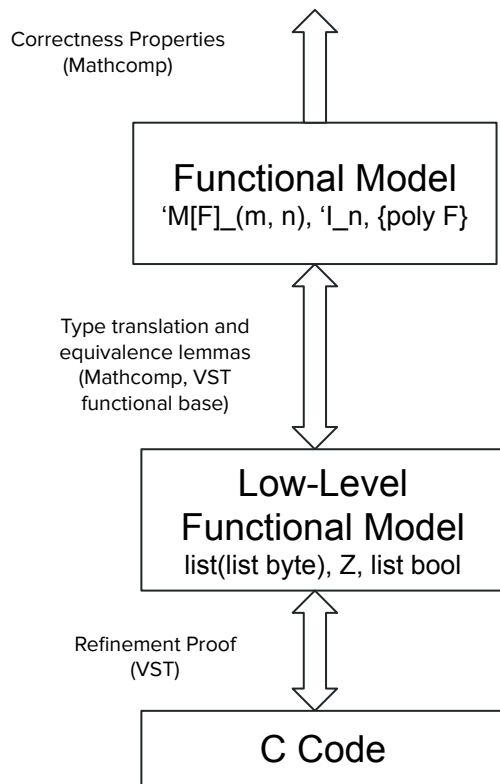 Correctness Properties
(Mathcomp)
Functional Model
‘M[F]_(m, n), ‘I_n, {poly F}
Type translation and
equivalence lemmas
(Mathcomp, VST
functional base)
Low-Level
Functional Model
list(list byte), Z, list bool
Refinement Proof
(VST)
C Code